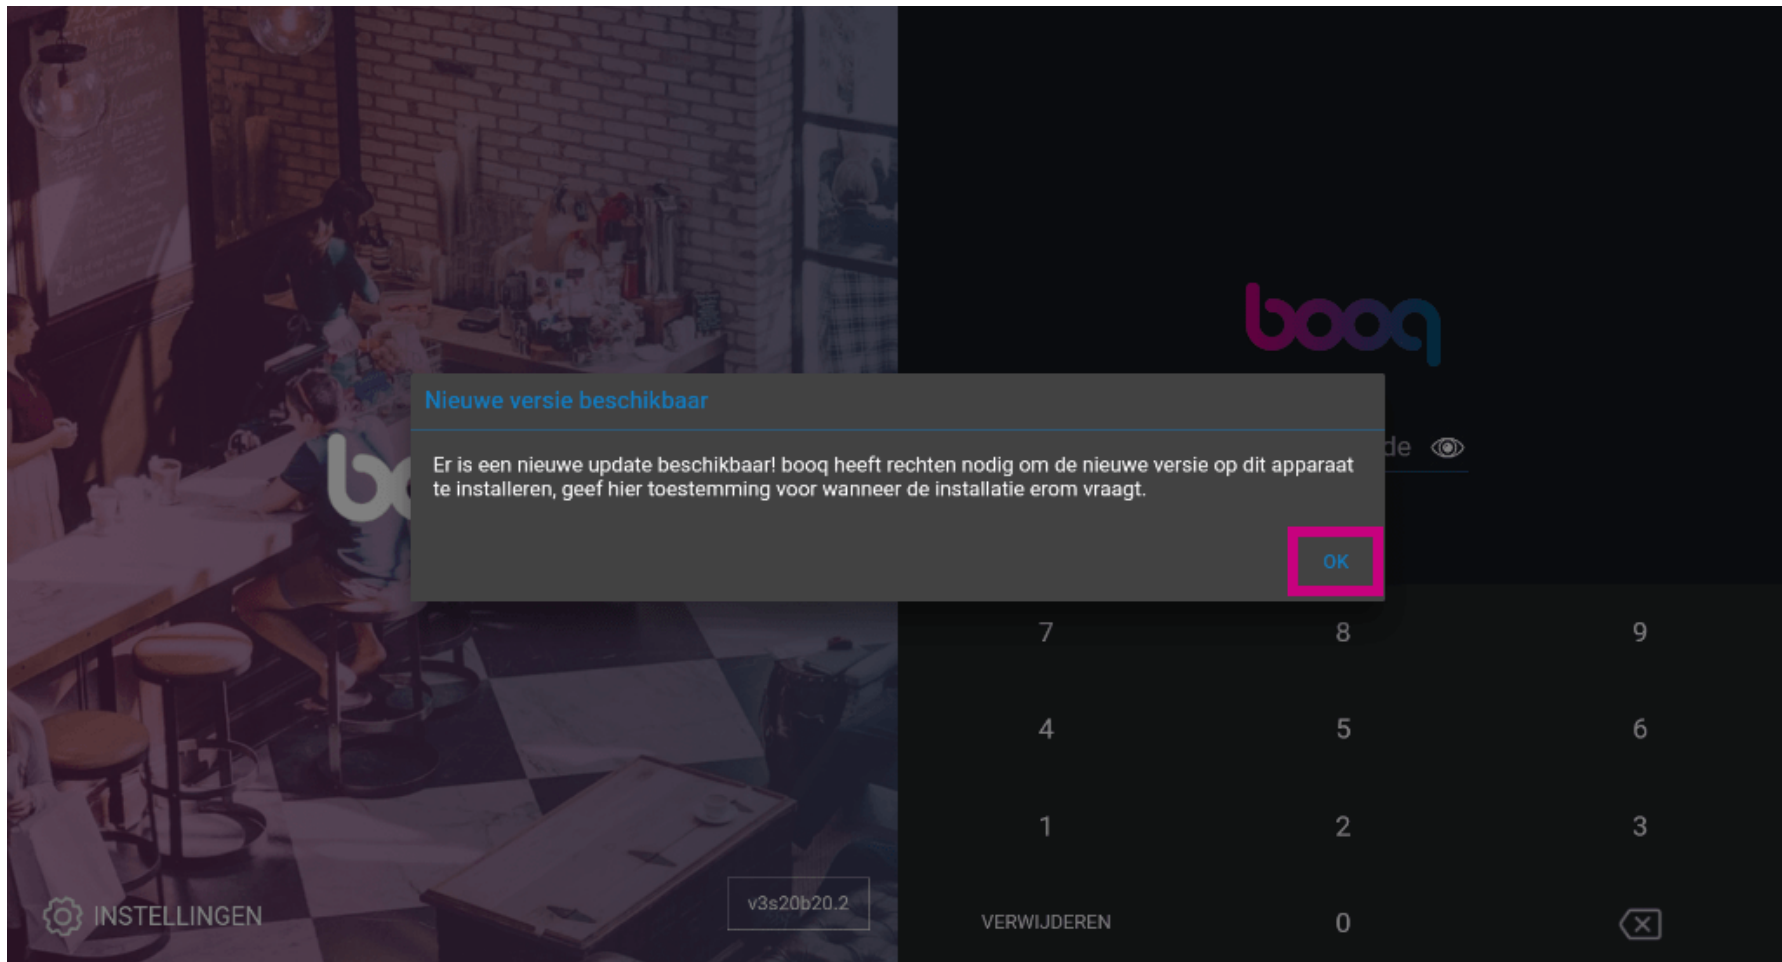 booq
Nieuwe versie beschikbaar
Er is een nieuwe update beschikbaar! booq heeft rechten nodig om de nieuwe versie op dit apparaat
te installeren, geef hier toestemming voor wanneer de installatie erom vraagt.
de
OK
7 8 9
4 5 6
1 2 3
INSTELLINGEN
v3s20b20.2
VERWIJDEREN 0